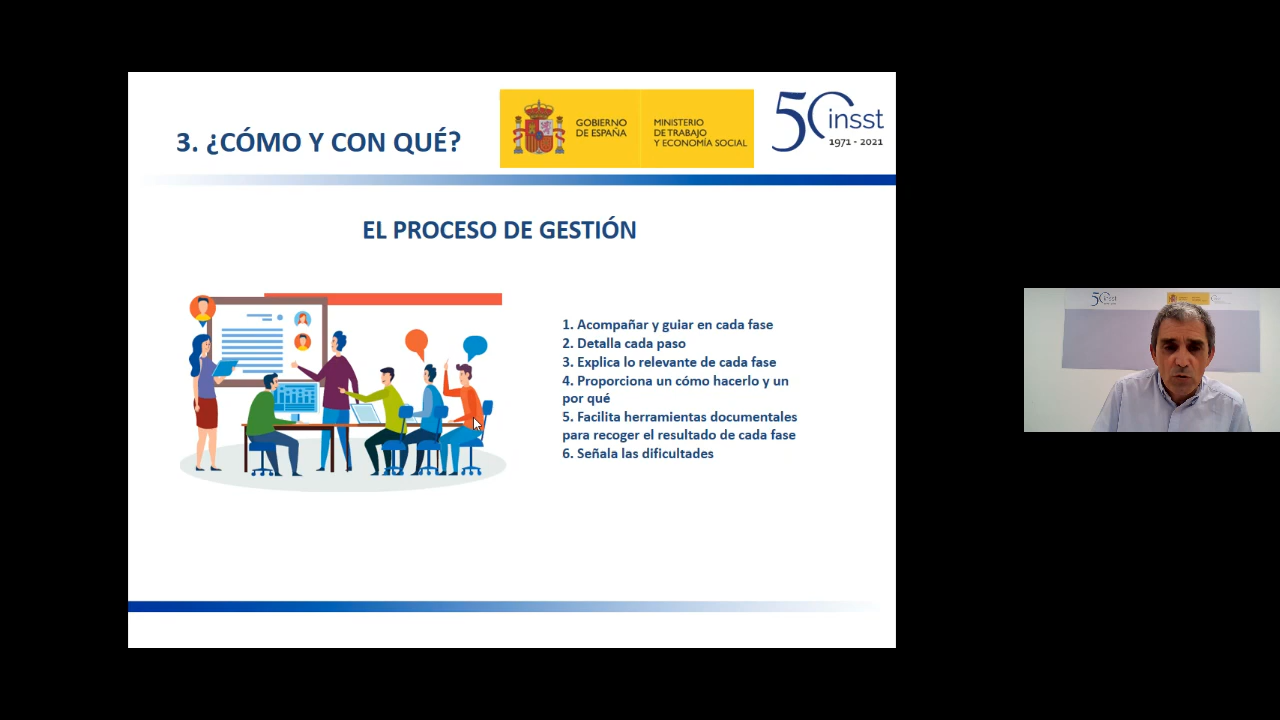 3. ¿CÓMO Y CON QUÉ?
GOBIERNO
DE ESPAÑA
MINISTERIO
DE TRABAJO
Y ECONOMÍA SOCIAL
50 insst
1971 - 2021
EL PROCESO DE GESTIÓN
1. Acompañar y guiar en cada fase
2. Detalla cada paso
3. Explica lo relevante de cada fase
4. Proporciona un cómo hacerlo y un
por qué
5. Facilita herramientas documentales
para recoger el resultado de cada fase
6. Señala las dificultades